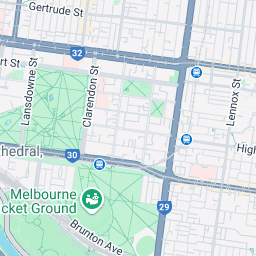 Gertrude St
32
rt St
Lansdowne St
Clarendon St
Lennox St
High
thedral,
30
Melbourne
cket Ground
29
Brunton Ave